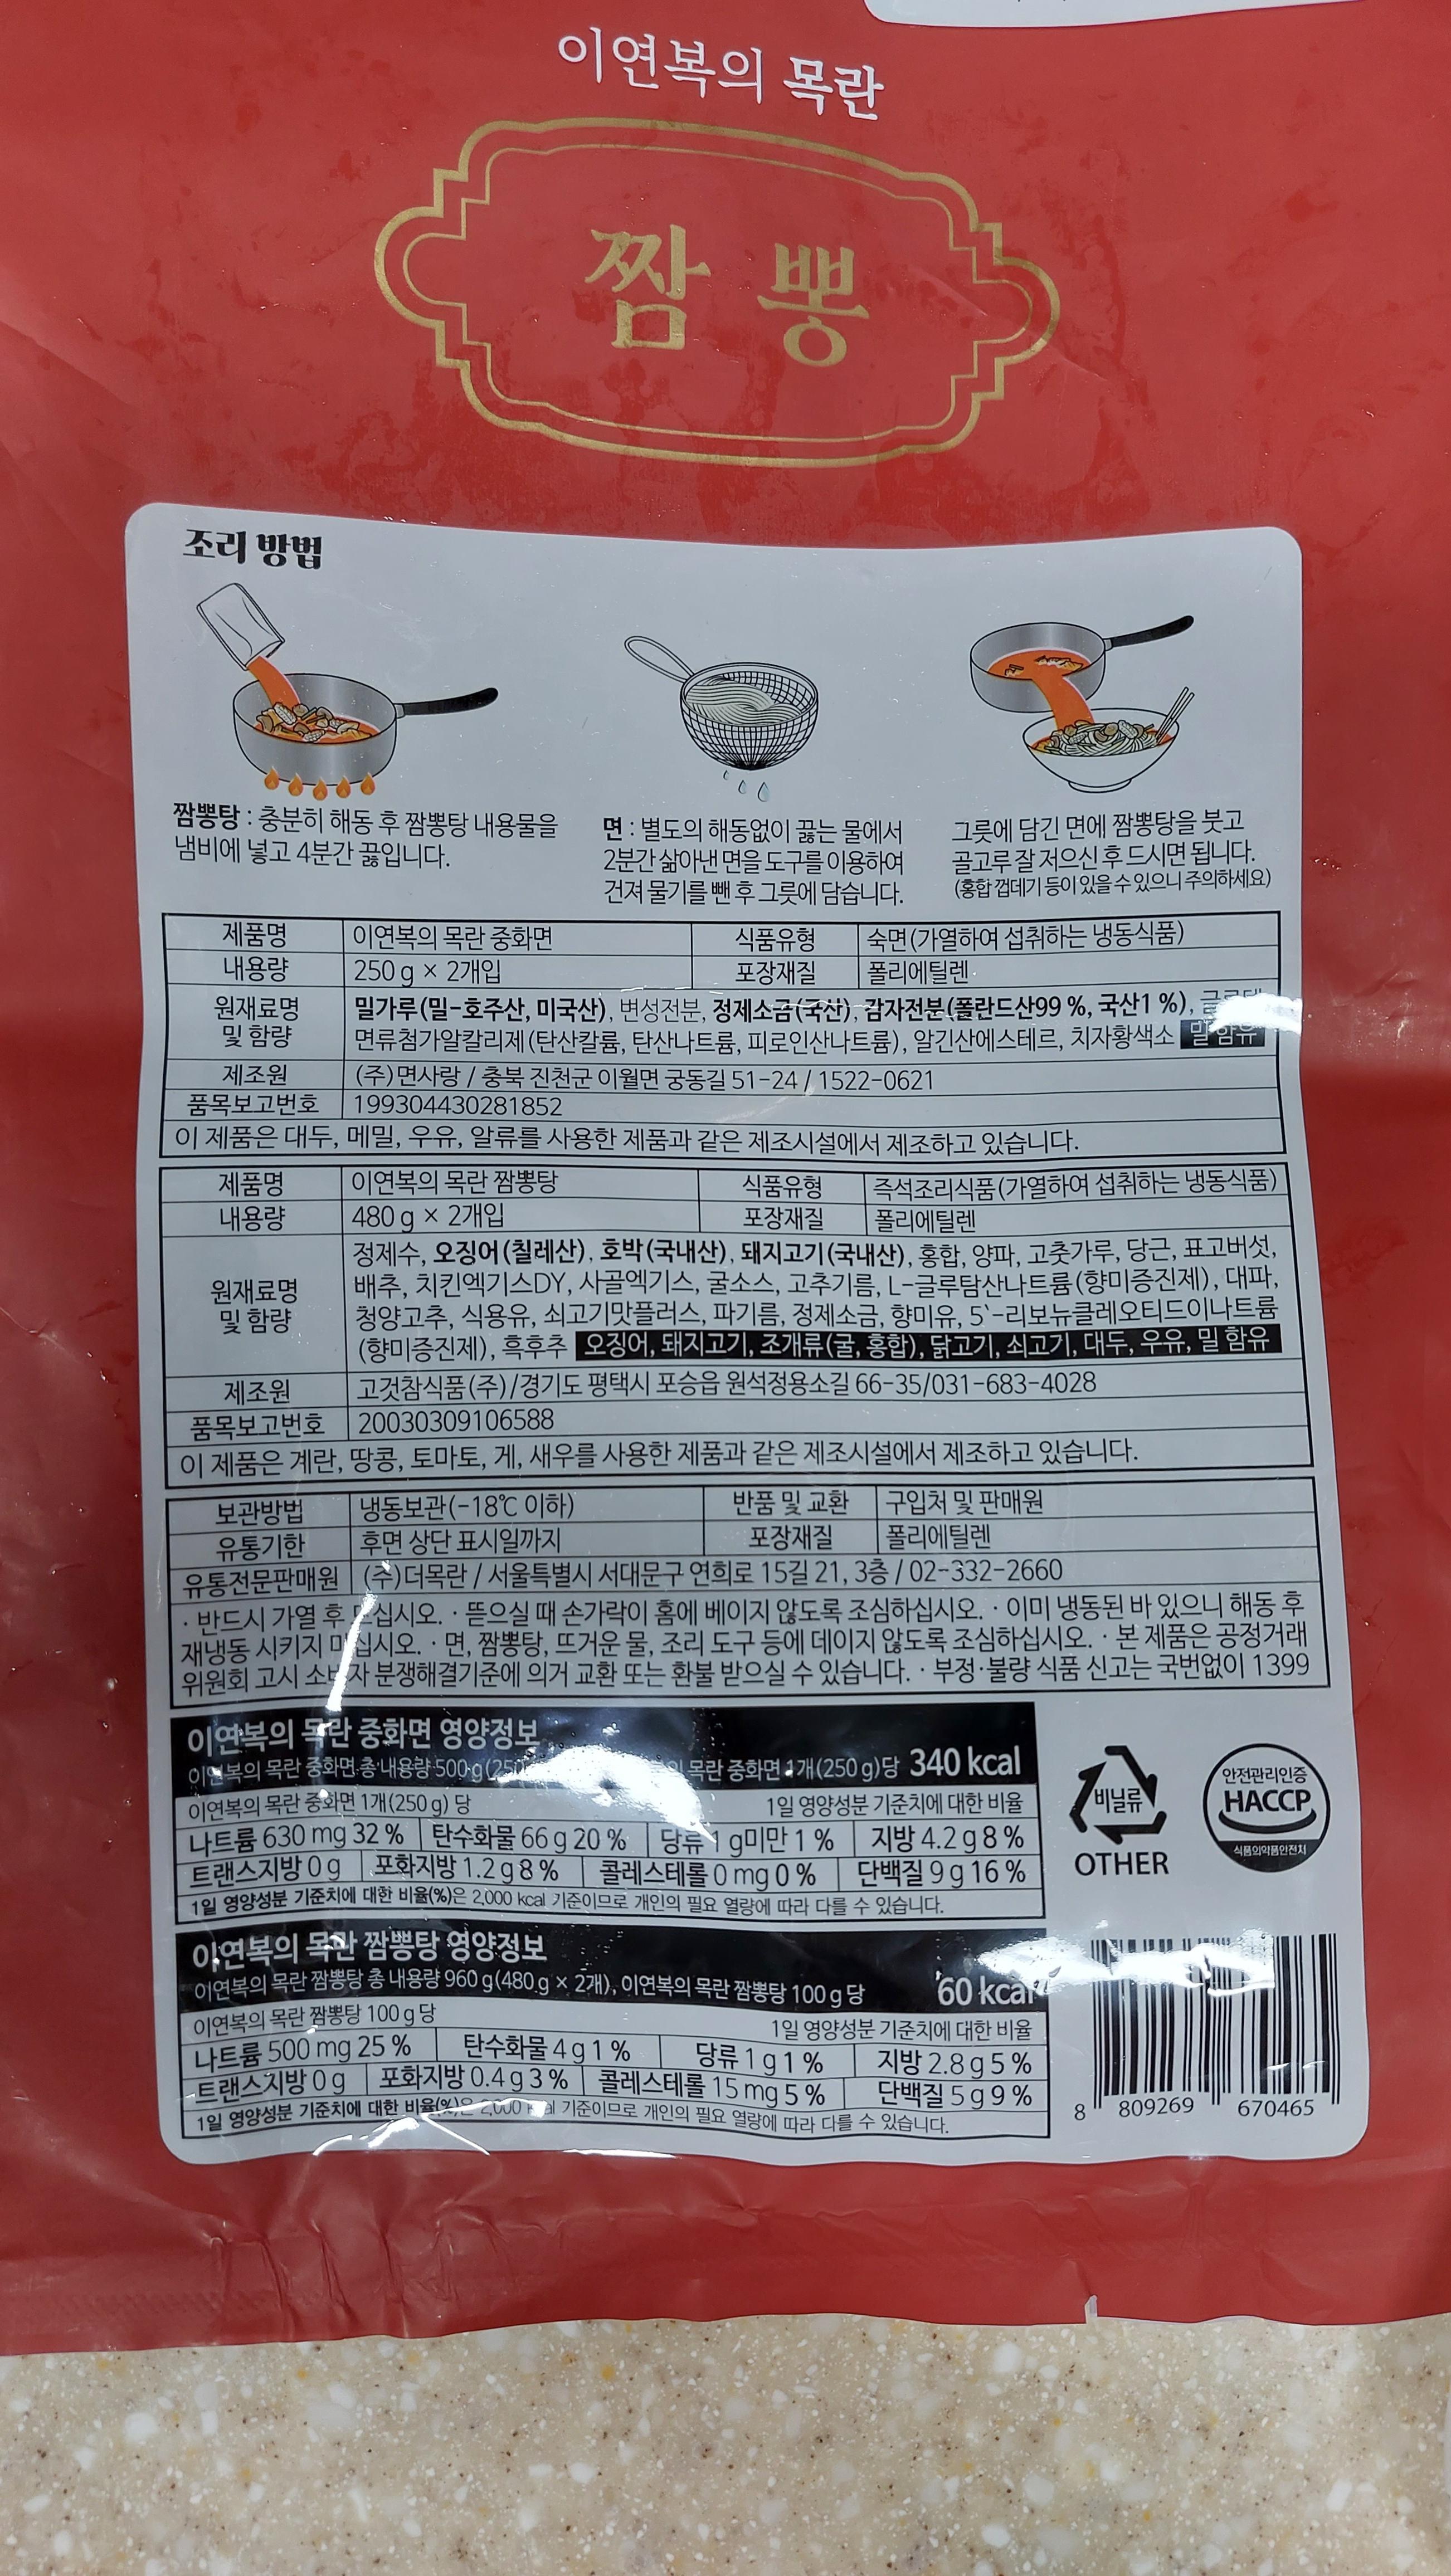 이연복의 목란
짬뽕
조리 방법
짬뽕탕 : 충분히 해동 후 짬뽕탕 내용물을
냄비에 넣고 4분간 끓입니다.
면 : 별도의 해동없이 끓는 물에서
2분간 삶아낸 면을 도구를 이용하여
건져 물기를 뺀 후 그릇에 담습니다.
그릇에 담긴 면에 짬뽕탕을 붓고
골고루 잘 저으신 후 드시면 됩니다.
(홍합 껍데기 등이 있을 수 있으니 주의하세요)
제품명 이연복의 목란 중화면 식품유형 숙면(가열하여 섭취하는 냉동식품)
내용량 250 g × 2개입 포장재질 폴리에틸렌
원재료명 및 함량
밀가루(밀-호주산, 미국산), 변성전분, 정제소금(국산), 감자전분(폴란드산99 %, 국산1 %),
면류첨가알칼리제(탄산칼륨, 탄산나트륨, 피로인산나트륨), 알긴산에스테르, 치자황색소 밀 함유
제조원 (주)면사랑 / 충북 진천군 이월면 궁동길 51-24 / 1522-0621
품목보고번호 199304430281852
이 제품은 대두, 메밀, 우유, 알류를 사용한 제품과 같은 제조시설에서 제조하고 있습니다.
제품명 이연복의 목란 짬뽕탕 식품유형 즉석조리식품(가열하여 섭취하는 냉동식품)
내용량 480 g × 2개입 포장재질 폴리에틸렌
원재료명 및 함량
정제수, 오징어(칠레산), 호박(국내산), 돼지고기(국내산), 홍합, 양파, 고춧가루, 당근, 표고버섯,
배추, 치킨엑기스DY, 사골엑기스, 굴소스, 고추기름, L-글루탐산나트륨(향미증진제), 대파,
청양고추, 식용유, 쇠고기맛플러스, 파기름, 정제소금, 향미유, 5`-리보뉴클레오티드이나트륨
(향미증진제), 흑후추 오징어, 돼지고기, 조개류(굴, 홍합), 닭고기, 쇠고기, 대두, 우유, 밀 함유
제조원 고것참식품(주)/경기도 평택시 포승읍 원석정용소길 66-35/031-683-4028
품목보고번호 20030309106588
이 제품은 계란, 땅콩, 토마토, 게, 새우를 사용한 제품과 같은 제조시설에서 제조하고 있습니다.
보관방법 냉동보관(-18℃ 이하) 반품 및 교환 구입처 및 판매원
유통기한 후면 상단 표시일까지 포장재질 폴리에틸렌
유통전문판매원 (주)더목란 / 서울특별시 서대문구 연희로 15길 21, 3층 / 02-332-2660
· 반드시 가열 후 · 뜯으실 때 손가락이 홈에 베이지 않도록 조심하십시오. · 이미 냉동된 바 있으니 해동 후
재냉동 시키지 · 면, 짬뽕탕, 뜨거운 물, 조리 도구 등에 데이지 않도록 조심하십시오. · 본 제품은 공정거래
위원회 고시 소비자 분쟁해결기준에 의거 교환 또는 환불 받으실 수 있습니다. · 부정·불량 식품 신고는 국번없이 1399
이연복의 목란 중화면 영양정보
이연복의 목란 중화면 총 내용량 500 g 목란 중화면 1개(250 g)당 340 kcal
이연복의 목란 중화면 1개(250 g) 당 1일 영양성분 기준치에 대한 비율
나트륨 630 mg 32 % 탄수화물 66 g 20 % 당류 1 g미만 1 % 지방 4.2 g 8 %
트랜스지방 0 g 포화지방 1.2 g 8 % 콜레스테롤 0 mg 0 % 단백질 9 g 16 %
1일 영양성분 기준치에 대한 비율(%)은 2,000 kcal 기준이므로 개인의 필요 열량에 따라 다를 수 있습니다.
이연복의 목란 짬뽕탕 영양정보
이연복의 목란 짬뽕탕 총 내용량 960 g(480 g × 2개), 이연복의 목란 짬뽕탕 100 g 당 60 kcal
이연복의 목란 짬뽕탕 100 g 당 1일 영양성분 기준치에 대한 비율
나트륨 500 mg 25 % 탄수화물 4 g 1 % 당류 1 g 1 % 지방 2.8 g 5 %
트랜스지방 0 g 포화지방 0.4 g 3 % 콜레스테롤 15 mg 5 % 단백질 5 g 9 %
1일 영양성분 기준치에 대한 비율(%)은 2,000 kcal 기준이므로 개인의 필요 열량에 따라 다를 수 있습니다.
비닐류
OTHER
안전관리인증
HACCP
식품의약품안전처
8 809269 670465